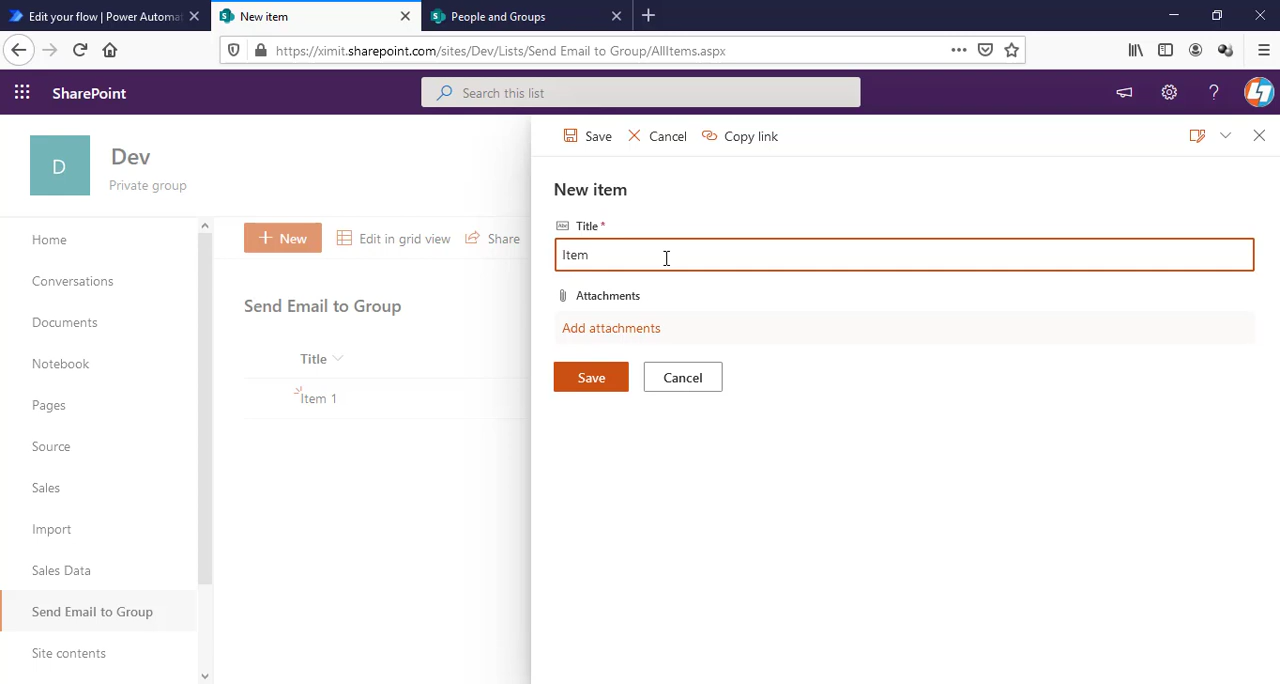 Edit your flow | Power Automa
New item
People and Groups
https://ximit.sharepoint.com/sites/Dev/Lists/Send Email to Group/AllItems.aspx
SharePoint
Search this list
D
Dev
Private group
Save
Cancel
Copy link
New item
Title *
Item
Attachments
Add attachments
Save
Cancel
Home
Conversations
Documents
Notebook
Pages
Source
Sales
Import
Sales Data
Send Email to Group
Site contents
+ New
Edit in grid view
Share
Send Email to Group
Title
Item 1